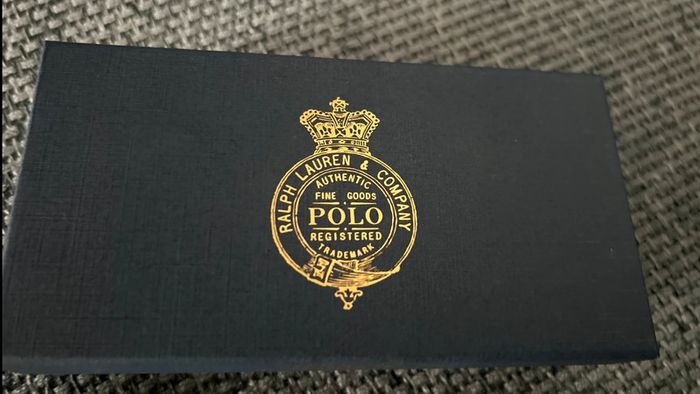 RALPH LAUREN & COMPANY
AUTHENTIC
FINE GOODS
POLO
REGISTERED
TRADEMARK